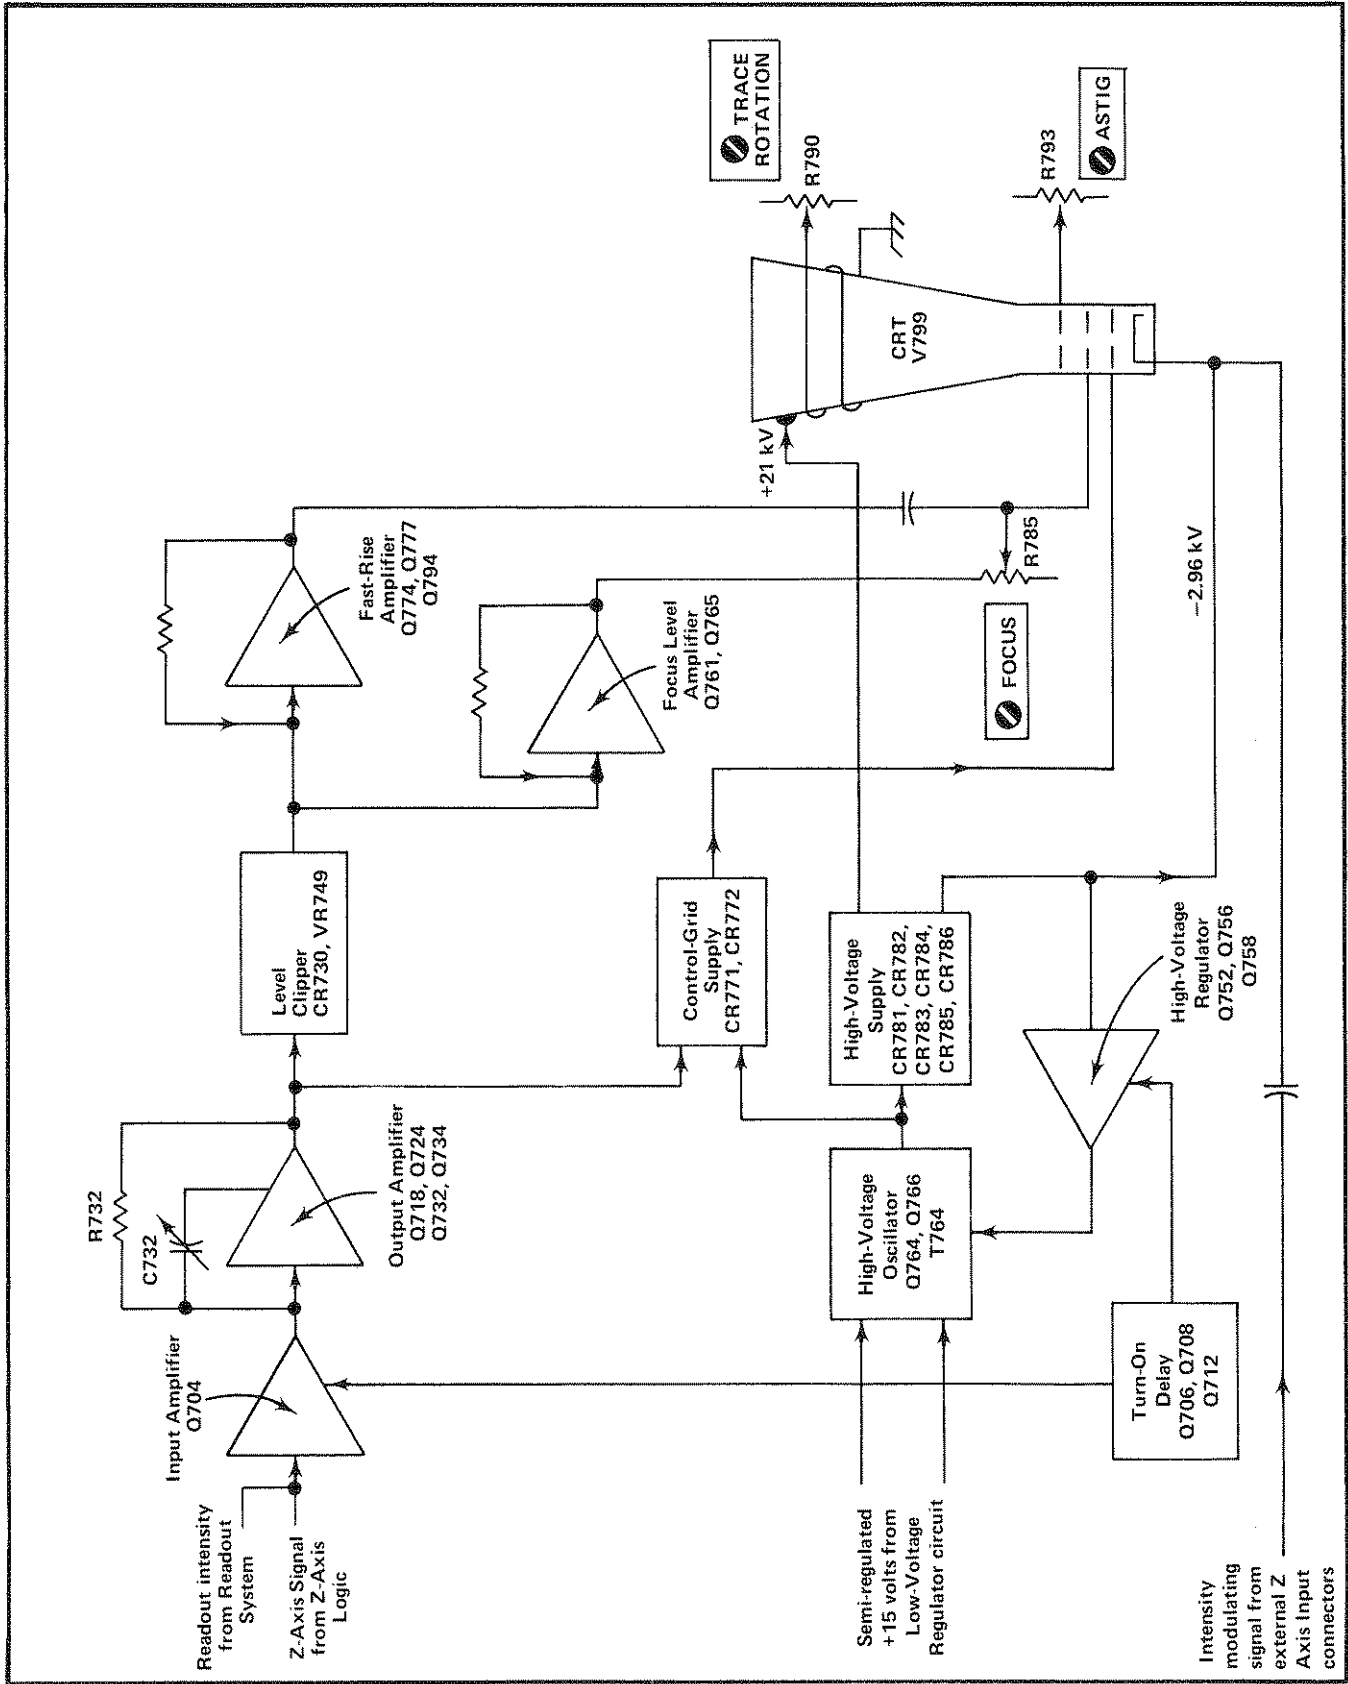 Readout intensity
from Readout
System
Z-Axis Signal
from Z-Axis
Logic
Input Amplifier
Q704
R732
C732
Output Amplifier
Q718, Q724
Q732, Q734
Level
Clipper
CR730, VR749
Fast-Rise
Amplifier
Q774, Q777
Q794
Focus Level
Amplifier
Q761, Q765
Control-Grid
Supply
CR771, CR772
FOCUS
R785
+21 kV
TRACE
ROTATION
R790
CRT
V799
R793
ASTIG
Semi-regulated
+15 volts from
Low-Voltage
Regulator circuit
High-Voltage
Oscillator
Q764, Q766
T764
High-Voltage
Supply
CR781, CR782,
CR783, CR784,
CR785, CR786
−2.96 kV
High-Voltage
Regulator
Q752, Q756
Q758
Turn-On
Delay
Q706, Q708
Q712
Intensity
modulating
signal from
external Z
Axis Input
connectors